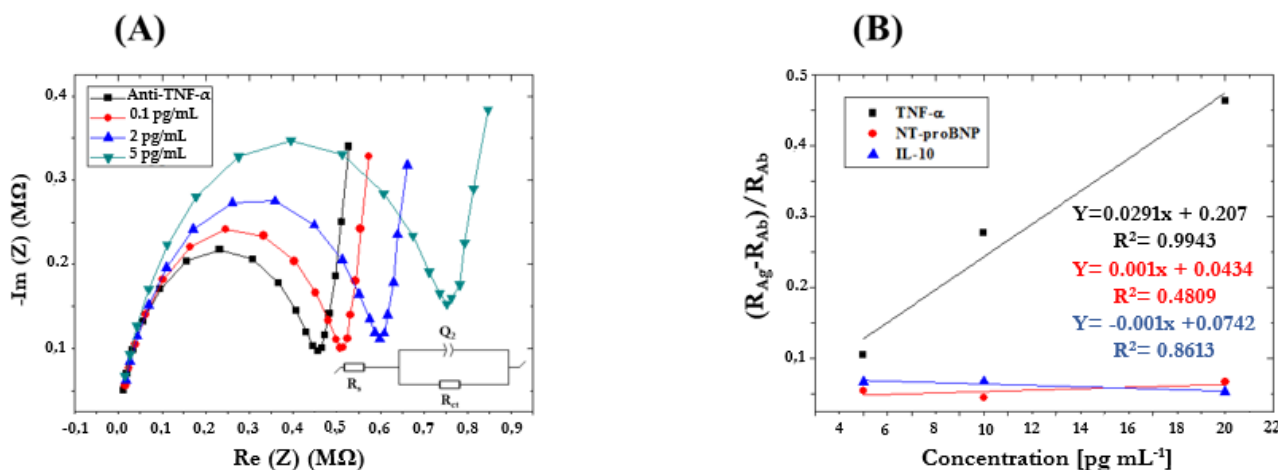 (A)
0,4
0,3
0,2
0,1
-Im (Z) (MΩ)
Anti-TNF-α
0.1 pg/mL
2 pg/mL
5 pg/mL
Q2
Rs
Rct
-0,1 0,0 0,1 0,2 0,3 0,4 0,5 0,6 0,7 0,8 0,9
Re (Z) (MΩ)
(B)
0,5
0,4
0,3
0,2
0,1
(RAg-RAb)/RAb
TNF-α
NT-proBNP
IL-10
Y=0.0291x + 0.207
R²= 0.9943
Y= 0.001x + 0.0434
R²= 0.4809
Y= -0.001x +0.0742
R²= 0.8613
4 6 8 10 12 14 16 18 20 22
Concentration [pg mL⁻¹]